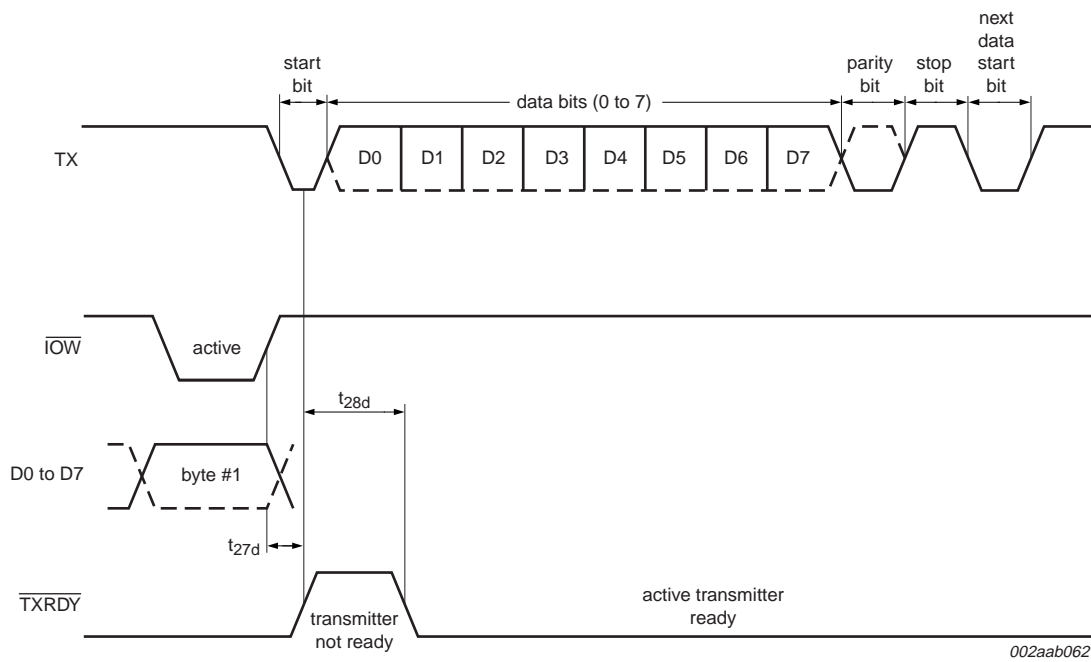 next
data
start
bit
start
bit
parity
bit
stop
bit
data bits (0 to 7)
TX
D0
D1
D2
D3
D4
D5
D6
D7
IOW
active
t28d
D0 to D7
byte #1
t27d
TXRDY
transmitter
not ready
active transmitter
ready
002aab062